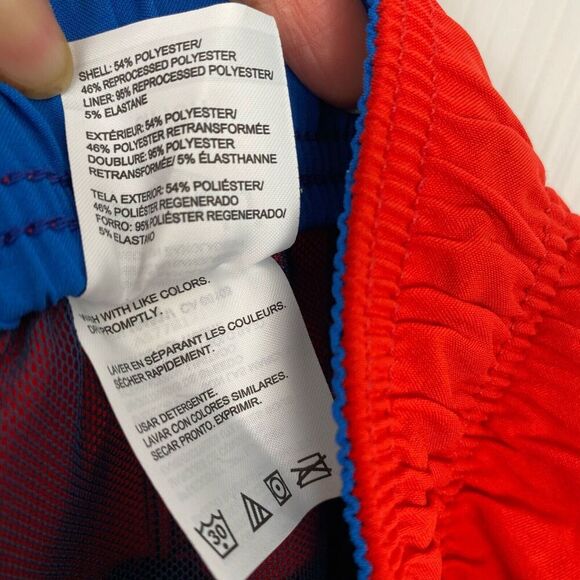 SHELL: 54% POLYESTER/
46% REPROCESSED POLYESTER/
LINER: 95% REPROCESSED POLYESTER/
5% ELASTANE
EXTÉRIEUR: 54% POLYESTER/
46% POLYESTER RETRANSFORMÉE
DOUBLURE: 95% POLYESTER
RETRANSFORMÉE/ 5% ÉLASTHANNE
TELA EXTERIOR: 54% POLIÉSTER/
46% POLIÉSTER REGENERADO
FORRO: 95% POLIÉSTER REGENERADO/
5% ELASTANO
WITH LIKE COLORS.
PROMPTLY.
LAVER EN SÉPARANT LES COULEURS.
SÉCHER RAPIDEMENT.
USAR DETERGENTE.
LAVAR CON COLORES SIMILARES.
SECAR PRONTO. EXPRIMIR.
30